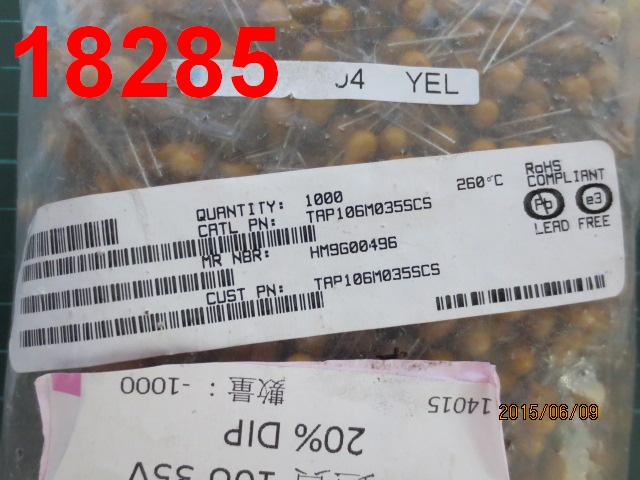 18285
J4 YEL
QUANTITY: 1000
CATL PN: TAP106M035SCS
260°C
RoHS
COMPLIANT
Pb
e3
LEAD FREE
MR NBR: HM9G00496
CUST PN: TAP106M035SCS
數量: -1000
14015
20% DIP
35V
2015/06/09